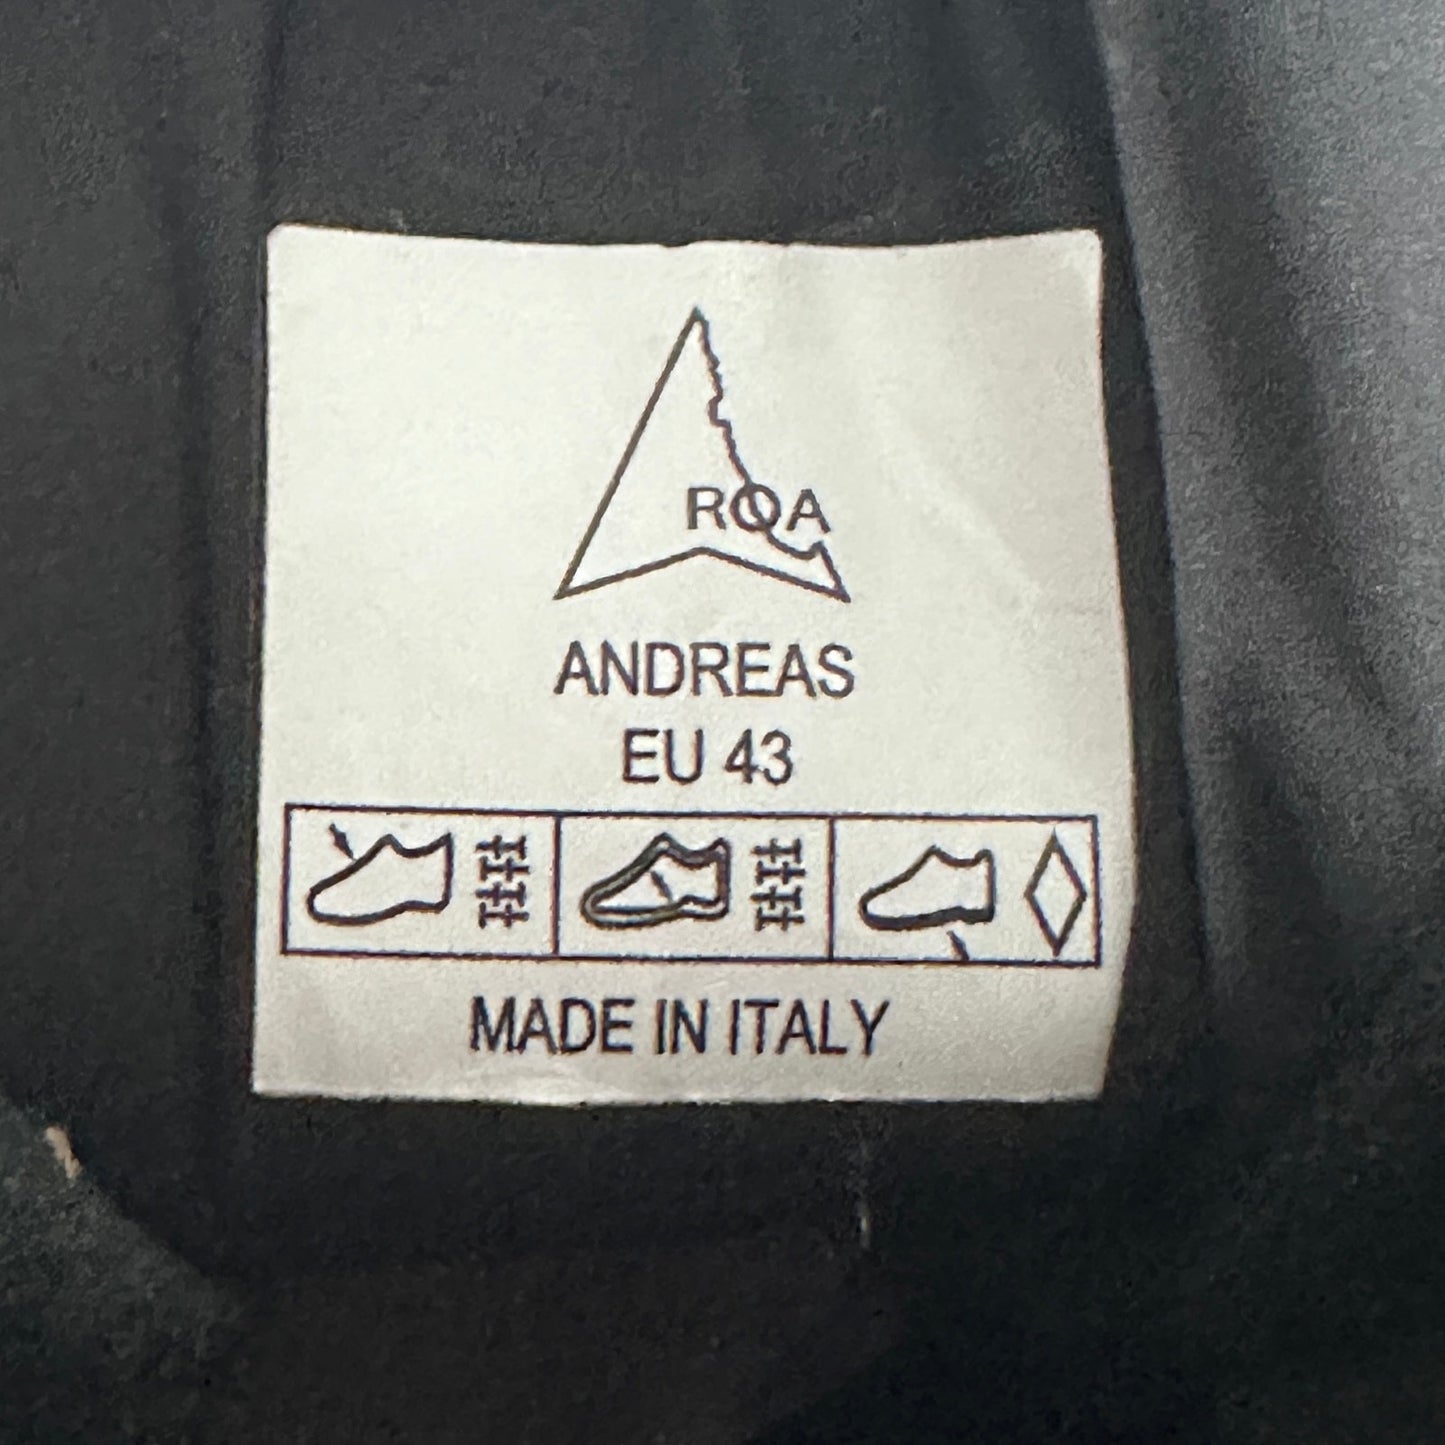 ROA
ANDREAS
EU 43
MADE IN ITALY